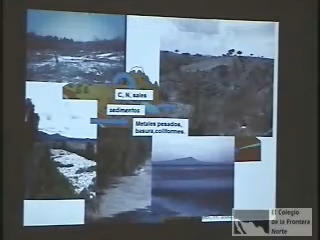 C, N, sales
sedimentos
Metales pesados,
basura,coliformes.
El Colegio
de la Frontera
Norte